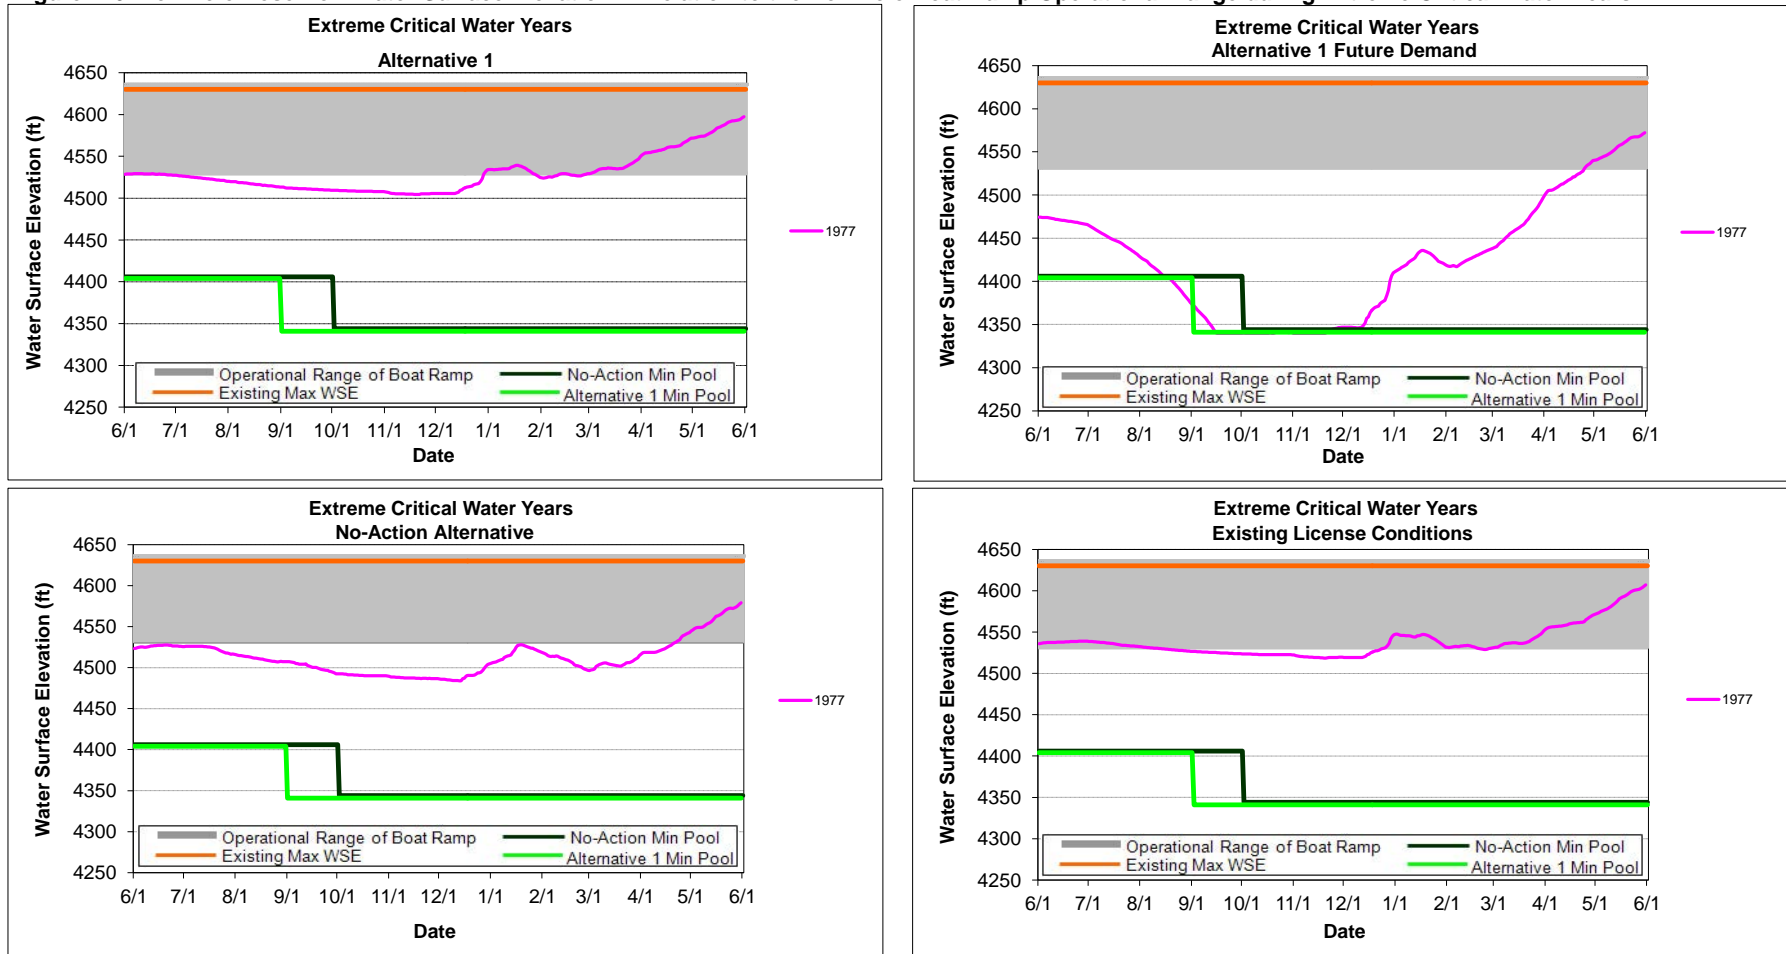 Extreme Critical Water Years
Alternative 1
Water Surface Elevation (ft)
4650
4600
4550
4500
4450
4400
4350
4300
4250
1977
Operational Range of Boat Ramp
No-Action Min Pool
Existing Max WSE
Alternative 1 Min Pool
6/1 7/1 8/1 9/1 10/1 11/1 12/1 1/1 2/1 3/1 4/1 5/1 6/1
Date
Extreme Critical Water Years
Alternative 1 Future Demand
Water Surface Elevation (ft)
4650
4600
4550
4500
4450
4400
4350
4300
4250
1977
Operational Range of Boat Ramp
No-Action Min Pool
Existing Max WSE
Alternative 1 Min Pool
6/1 7/1 8/1 9/1 10/1 11/1 12/1 1/1 2/1 3/1 4/1 5/1 6/1
Date
Extreme Critical Water Years
No-Action Alternative
Water Surface Elevation (ft)
4650
4600
4550
4500
4450
4400
4350
4300
4250
1977
Operational Range of Boat Ramp
No-Action Min Pool
Existing Max WSE
Alternative 1 Min Pool
6/1 7/1 8/1 9/1 10/1 11/1 12/1 1/1 2/1 3/1 4/1 5/1 6/1
Date
Extreme Critical Water Years
Existing License Conditions
Water Surface Elevation (ft)
4650
4600
4550
4500
4450
4400
4350
4300
4250
1977
Operational Range of Boat Ramp
No-Action Min Pool
Existing Max WSE
Alternative 1 Min Pool
6/1 7/1 8/1 9/1 10/1 11/1 12/1 1/1 2/1 3/1 4/1 5/1 6/1
Date